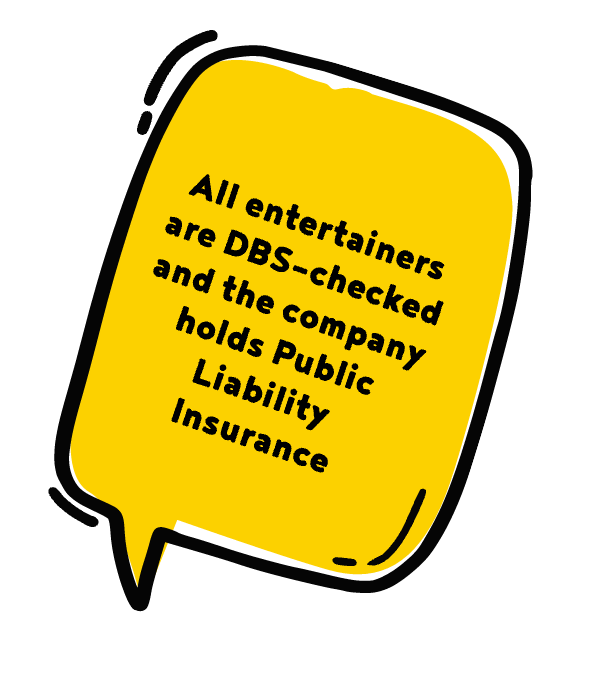 All entertainers
are DBS-checked
and the company
holds Public
Liability
Insurance